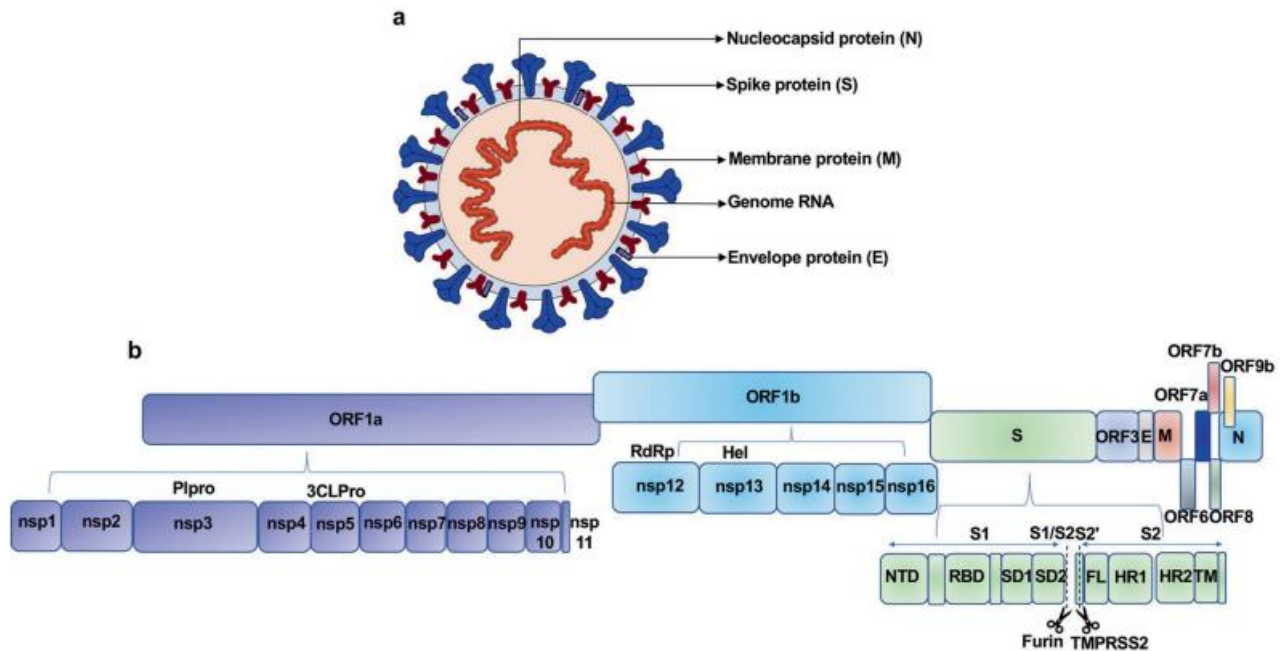 a
Nucleocapsid protein (N)
Spike protein (S)
Membrane protein (M)
Genome RNA
Envelope protein (E)
b
ORF7b
ORF9b
ORF7a
ORF1a
ORF1b
S
ORF3
E
M
N
RdRp
Hel
nsp12
nsp13
nsp14
nsp15
nsp16
Plpro
3CLPro
nsp1
nsp2
nsp3
nsp4
nsp5
nsp6
nsp7
nsp8
nsp9
nsp
10
nsp
11
ORF6
ORF8
S1
S1/S2
S2'
S2
NTD
RBD
SD1
SD2
FL
HR1
HR2
TM
Furin
TMPRSS2